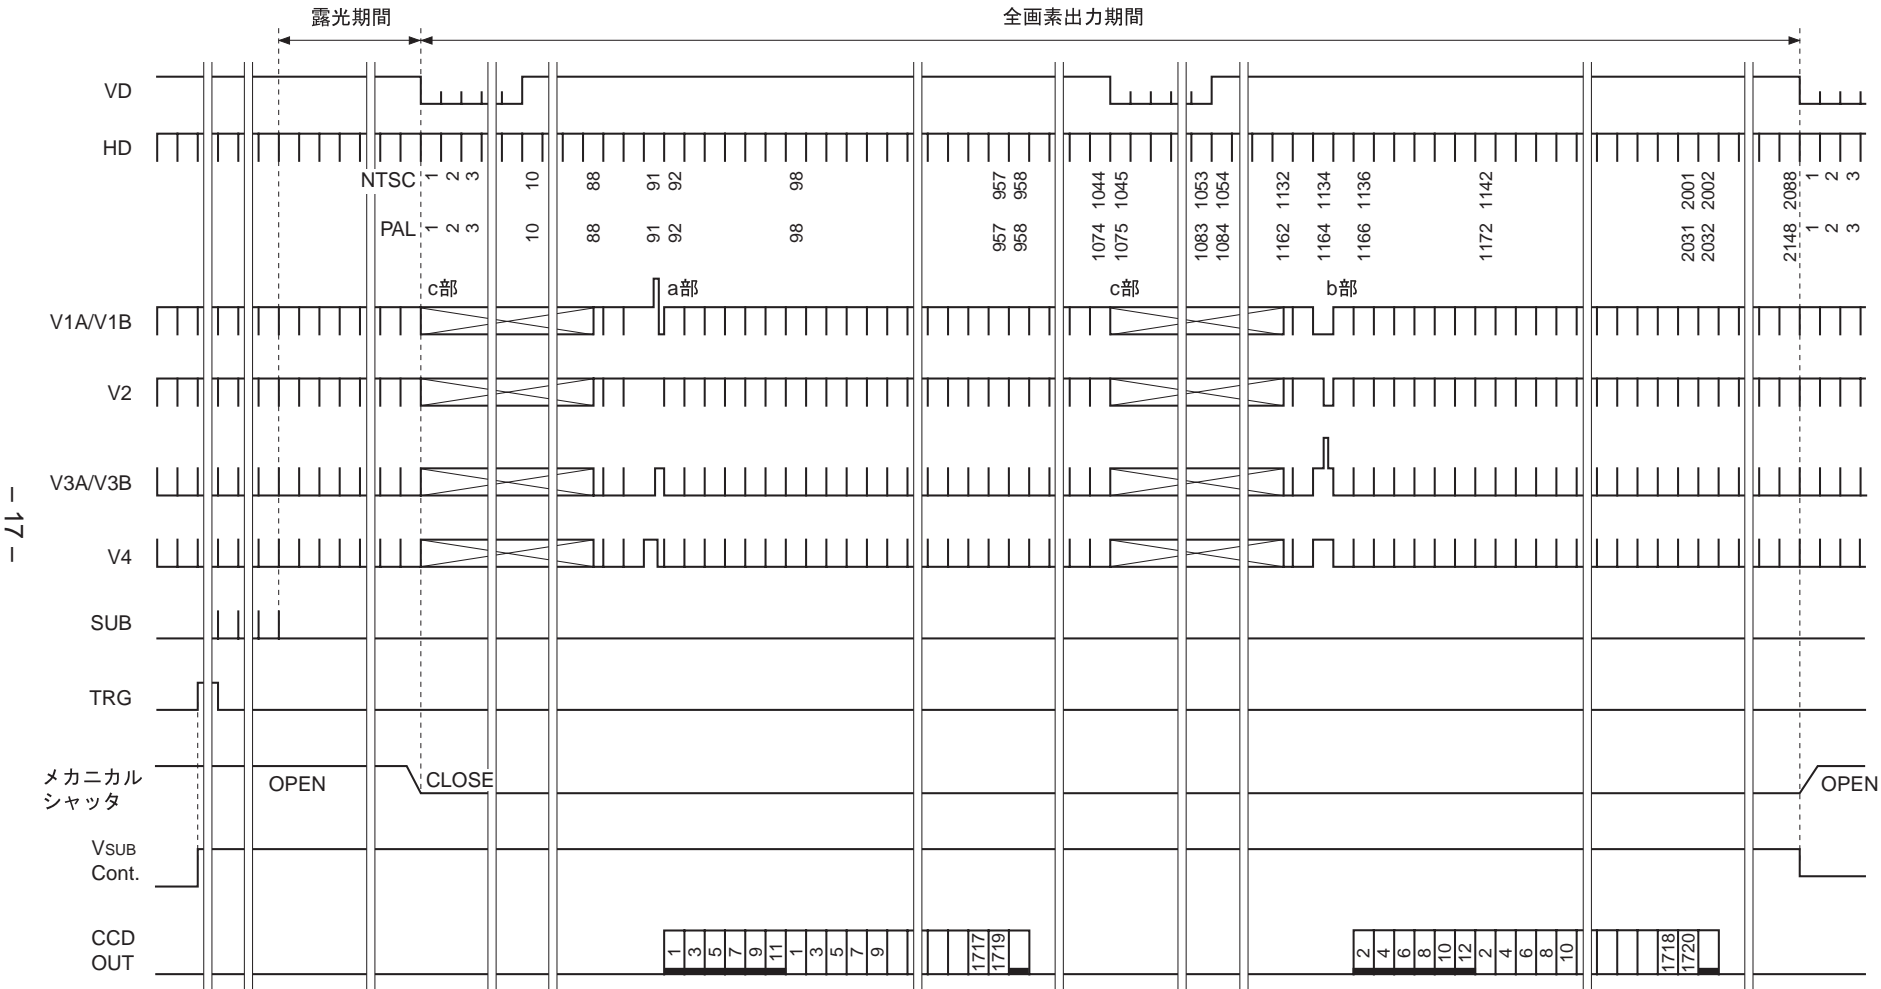 露光期間
全画素出力期間
VD
HD
NTSC 1 2 3 10 88 91 92 98 957 958 1044 1045 1053 1054 1132 1134 1136 1142 2001 2002 2088 1 2 3
PAL 1 2 3 10 88 91 92 98 957 958 1074 1075 1083 1084 1162 1164 1166 1172 2031 2032 2148 1 2 3
c部 a部 c部 b部
V1A/V1B
V2
V3A/V3B
V4
SUB
TRG
メカニカル
シャッタ
OPEN CLOSE OPEN
VSUB
Cont.
CCD
OUT
1 3 5 7 9 11 1 3 5 7 9 1717 1719 2 4 6 8 10 12 2 4 6 8 10 1718 1720
– 17 –